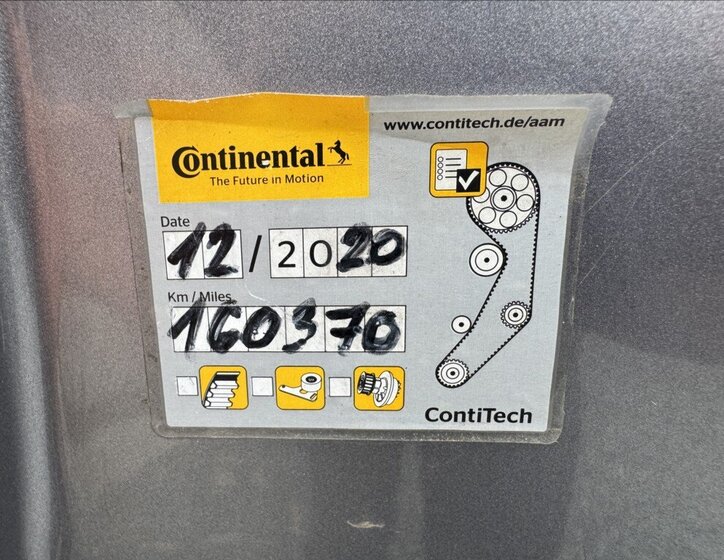 www.contitech.de/aam
Continental
The Future in Motion
Date
12/2020
Km / Miles
160370
ContiTech